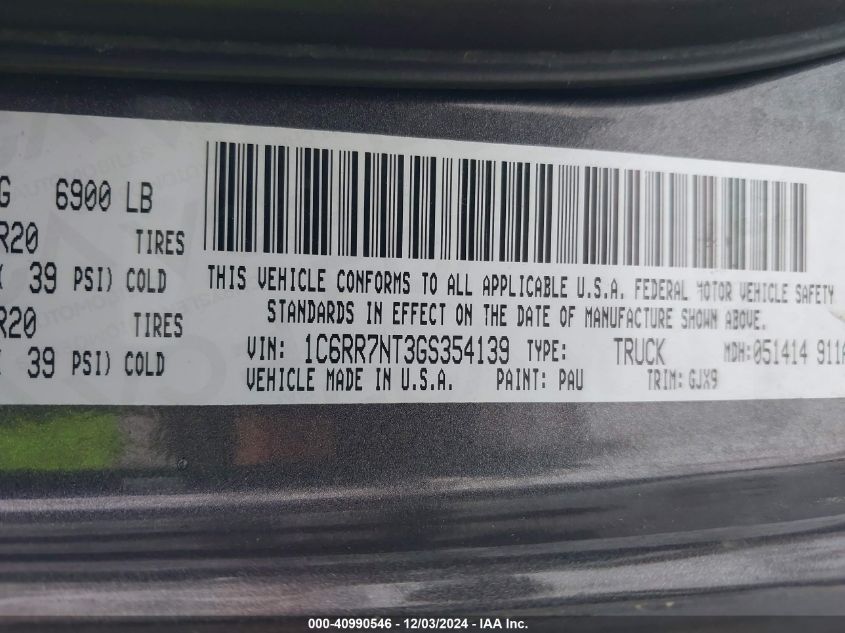 G 6900 LB
R20 TIRES
39 PSI) COLD
R20 TIRES
39 PSI) COLD
THIS VEHICLE CONFORMS TO ALL APPLICABLE U.S.A. FEDERAL MOTOR VEHICLE SAFETY
STANDARDS IN EFFECT ON THE DATE OF MANUFACTURE SHOWN ABOVE.
VIN: 1C6RR7NT3GS354139 TYPE: TRUCK MDH:051414 911A
VEHICLE MADE IN U.S.A. PAINT: PAU TRIM: GJX9
000-40990546 - 12/03/2024 - IAA Inc.